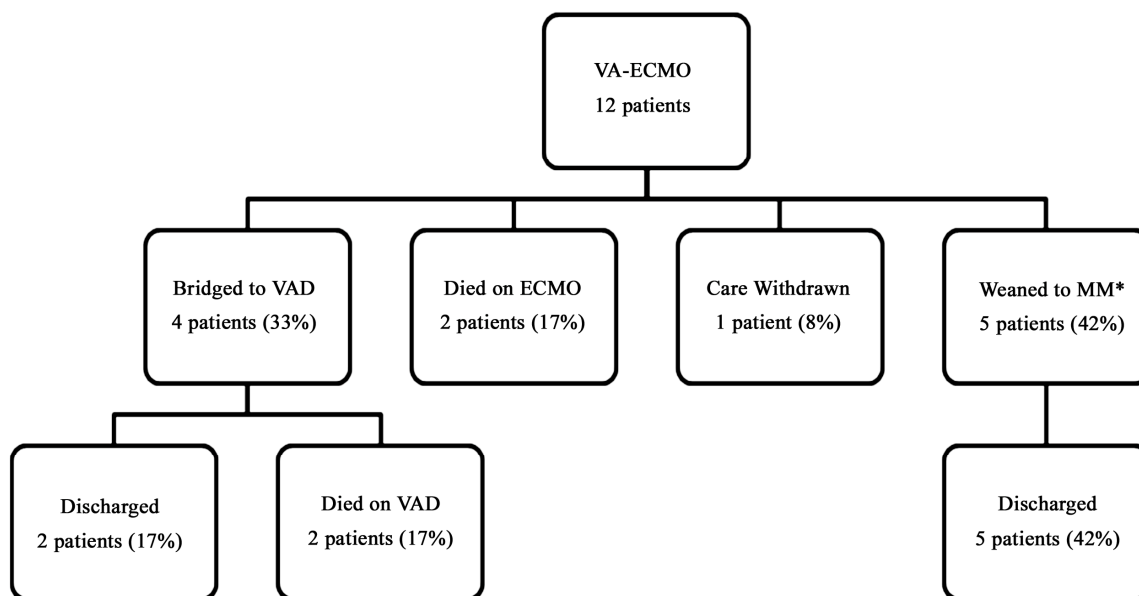 VA-ECMO
12 patients
Bridged to VAD
4 patients (33%)
Died on ECMO
2 patients (17%)
Care Withdrawn
1 patient (8%)
Weaned to MM*
5 patients (42%)
Discharged
2 patients (17%)
Died on VAD
2 patients (17%)
Discharged
5 patients (42%)